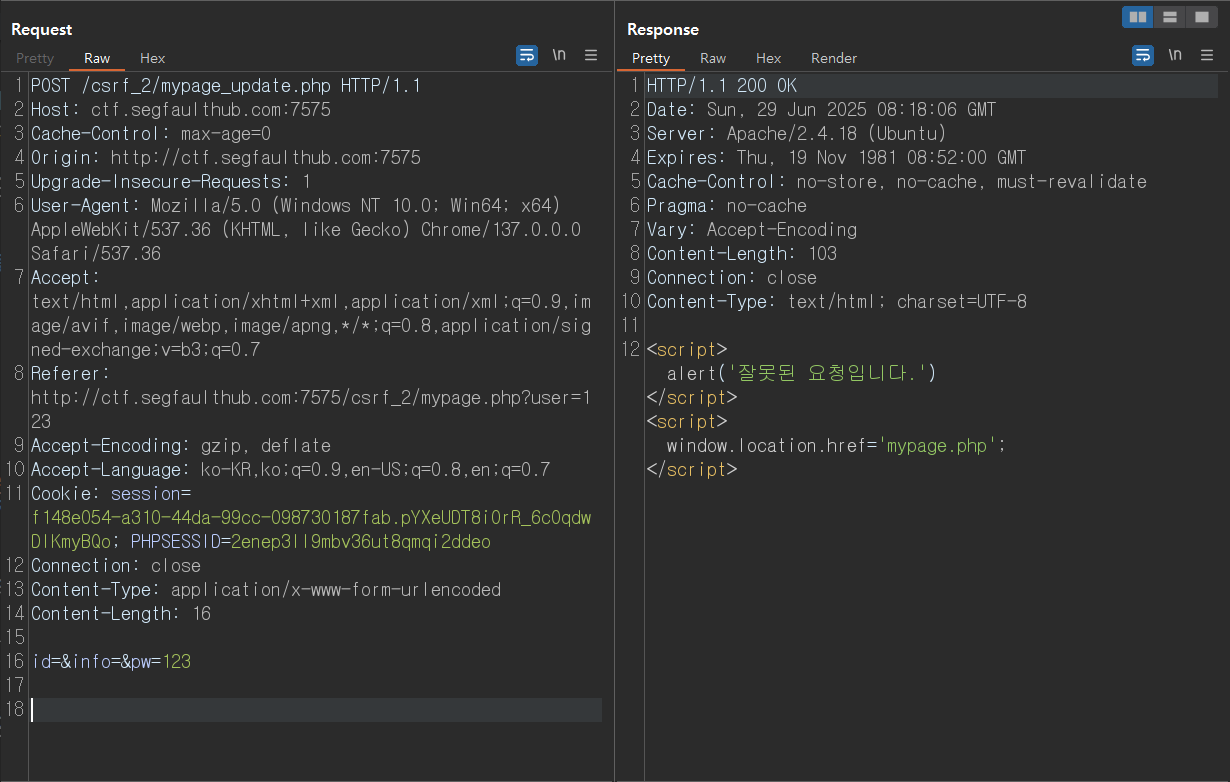 Request
Pretty Raw Hex \n
1 POST /csrf_2/mypage_update.php HTTP/1.1
2 Host: ctf.segfaulthub.com:7575
3 Cache-Control: max-age=0
4 Origin: http://ctf.segfaulthub.com:7575
5 Upgrade-Insecure-Requests: 1
6 User-Agent: Mozilla/5.0 (Windows NT 10.0; Win64; x64)
AppleWebKit/537.36 (KHTML, like Gecko) Chrome/137.0.0.0
Safari/537.36
7 Accept:
text/html,application/xhtml+xml,application/xml;q=0.9,im
age/avif,image/webp,image/apng,*/*;q=0.8,application/sig
ned-exchange;v=b3;q=0.7
8 Referer:
http://ctf.segfaulthub.com:7575/csrf_2/mypage.php?user=1
23
9 Accept-Encoding: gzip, deflate
10 Accept-Language: ko-KR,ko;q=0.9,en-US;q=0.8,en;q=0.7
11 Cookie: session=
f148e054-a310-44da-99cc-098730187fab.pYXeUDT8i0rR_6c0qdw
DIKmyBQo; PHPSESSID=2enep3ll9mbv36ut8qmqi2ddeo
12 Connection: close
13 Content-Type: application/x-www-form-urlencoded
14 Content-Length: 16
15
16 id=&info=&pw=123
17
18
Response
Pretty Raw Hex Render \n
1 HTTP/1.1 200 OK
2 Date: Sun, 29 Jun 2025 08:18:06 GMT
3 Server: Apache/2.4.18 (Ubuntu)
4 Expires: Thu, 19 Nov 1981 08:52:00 GMT
5 Cache-Control: no-store, no-cache, must-revalidate
6 Pragma: no-cache
7 Vary: Accept-Encoding
8 Content-Length: 103
9 Connection: close
10 Content-Type: text/html; charset=UTF-8
11
12 <script>
alert('잘못된 요청입니다.')
</script>
<script>
window.location.href='mypage.php';
</script>